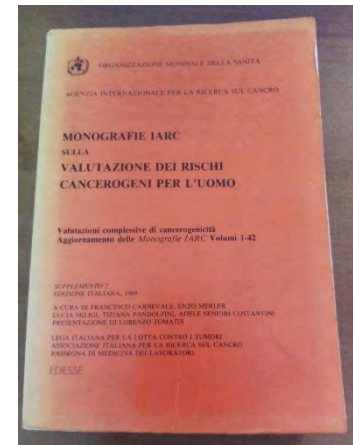 ORGANIZZAZIONE MONDIALE DELLA SANITÀ
AGENZIA INTERNAZIONALE PER LA RICERCA SUL CANCRO
MONOGRAFIE IARC
SULLA
VALUTAZIONE DEI RISCHI
CANCEROGENI PER L'UOMO
Valutazioni complessive di cancerogenicità
Aggiornamento delle Monografie IARC Volumi 1-42
SUPPLEMENTO 7
EDIZIONE ITALIANA, 1989
A CURA DI FRANCESCO CARNEVALE, ENZO MERLER
LUCIA MILIGI, TIZIANA PANDOLFINI, ADELE SENIORI COSTANTINI
PRESENTAZIONE DI LORENZO TOMATIS
LEGA ITALIANA PER LA LOTTA CONTRO I TUMORI
ASSOCIAZIONE ITALIANA PER LA RICERCA SUL CANCRO
RASSEGNA DI MEDICINA DEI LAVORATORI
EDIESSE